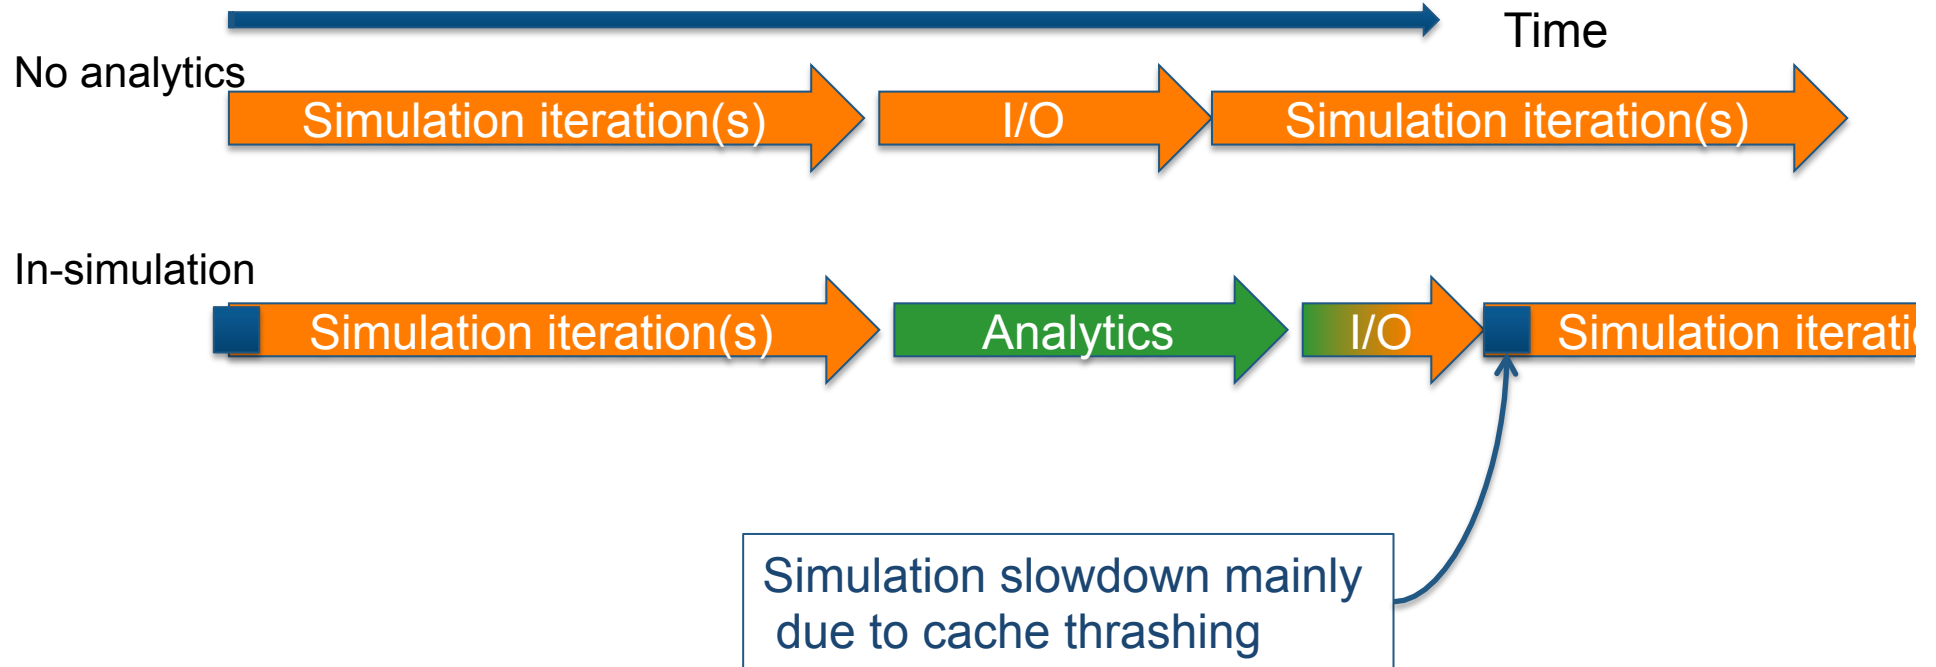 Time
No analytics
Simulation iteration(s)
I/O
Simulation iteration(s)
In-simulation
Simulation iteration(s)
Analytics
I/O
Simulation
Simulation slowdown mainly
due to cache thrashing